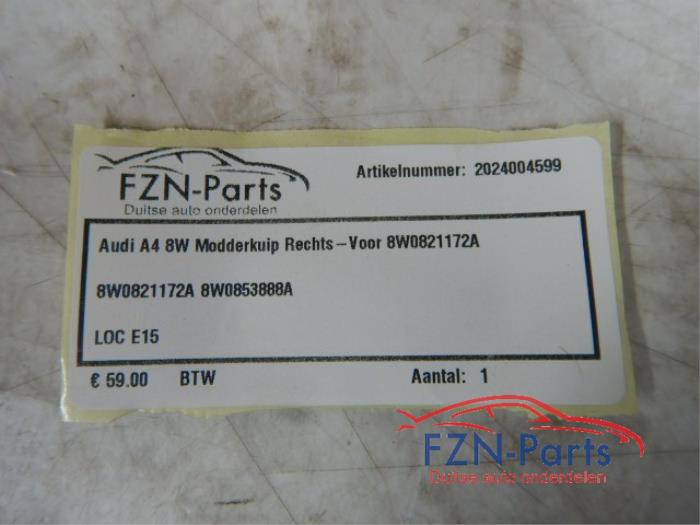 FZN-Parts
Duitse auto onderdelen
Artikelnummer: 2024004599
Audi A4 8W Modderkuip Rechts-Voor 8W0821172A
8W0821172A 8W0853888A
LOC E15
€ 59.00 BTW Aantal: 1
FZN-Parts
Duitse auto onderdelen